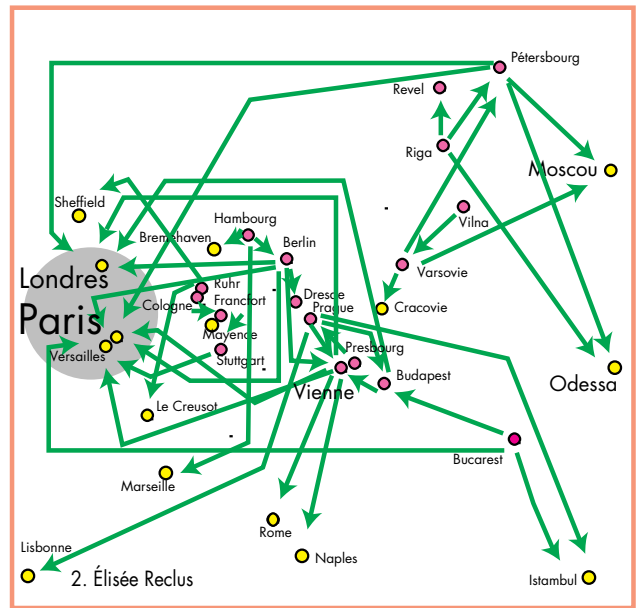 Pétersbourg
Revel
Riga
Moscou
Sheffield
Hambourg
Bremehaven
Vilna
Berlin
Varsovie
Londres
Ruhr
Cologne
Francfort
Dresde
Prague
Cracovie
Paris
Mayence
Versailles
Stuttgart
Presbourg
Vienne
Budapest
Odessa
Le Creusot
Bucarest
Marseille
Rome
Naples
Lisbonne
2. Élisée Reclus
Istambul